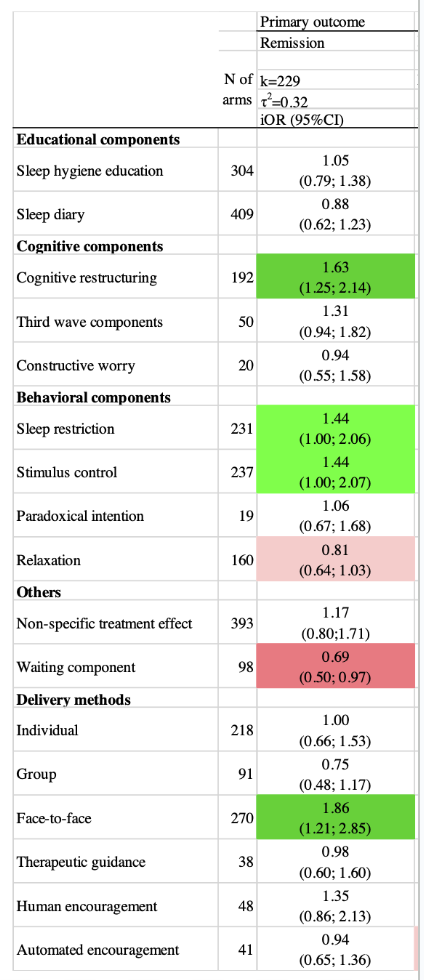 Primary outcome
Remission
N of arms
k=229
τ²=0.32
iOR (95%CI)
Educational components
Sleep hygiene education 304 1.05 (0.79; 1.38)
Sleep diary 409 0.88 (0.62; 1.23)
Cognitive components
Cognitive restructuring 192 1.63 (1.25; 2.14)
Third wave components 50 1.31 (0.94; 1.82)
Constructive worry 20 0.94 (0.55; 1.58)
Behavioral components
Sleep restriction 231 1.44 (1.00; 2.06)
Stimulus control 237 1.44 (1.00; 2.07)
Paradoxical intention 19 1.06 (0.67; 1.68)
Relaxation 160 0.81 (0.64; 1.03)
Others
Non-specific treatment effect 393 1.17 (0.80;1.71)
Waiting component 98 0.69 (0.50; 0.97)
Delivery methods
Individual 218 1.00 (0.66; 1.53)
Group 91 0.75 (0.48; 1.17)
Face-to-face 270 1.86 (1.21; 2.85)
Therapeutic guidance 38 0.98 (0.60; 1.60)
Human encouragement 48 1.35 (0.86; 2.13)
Automated encouragement 41 0.94 (0.65; 1.36)